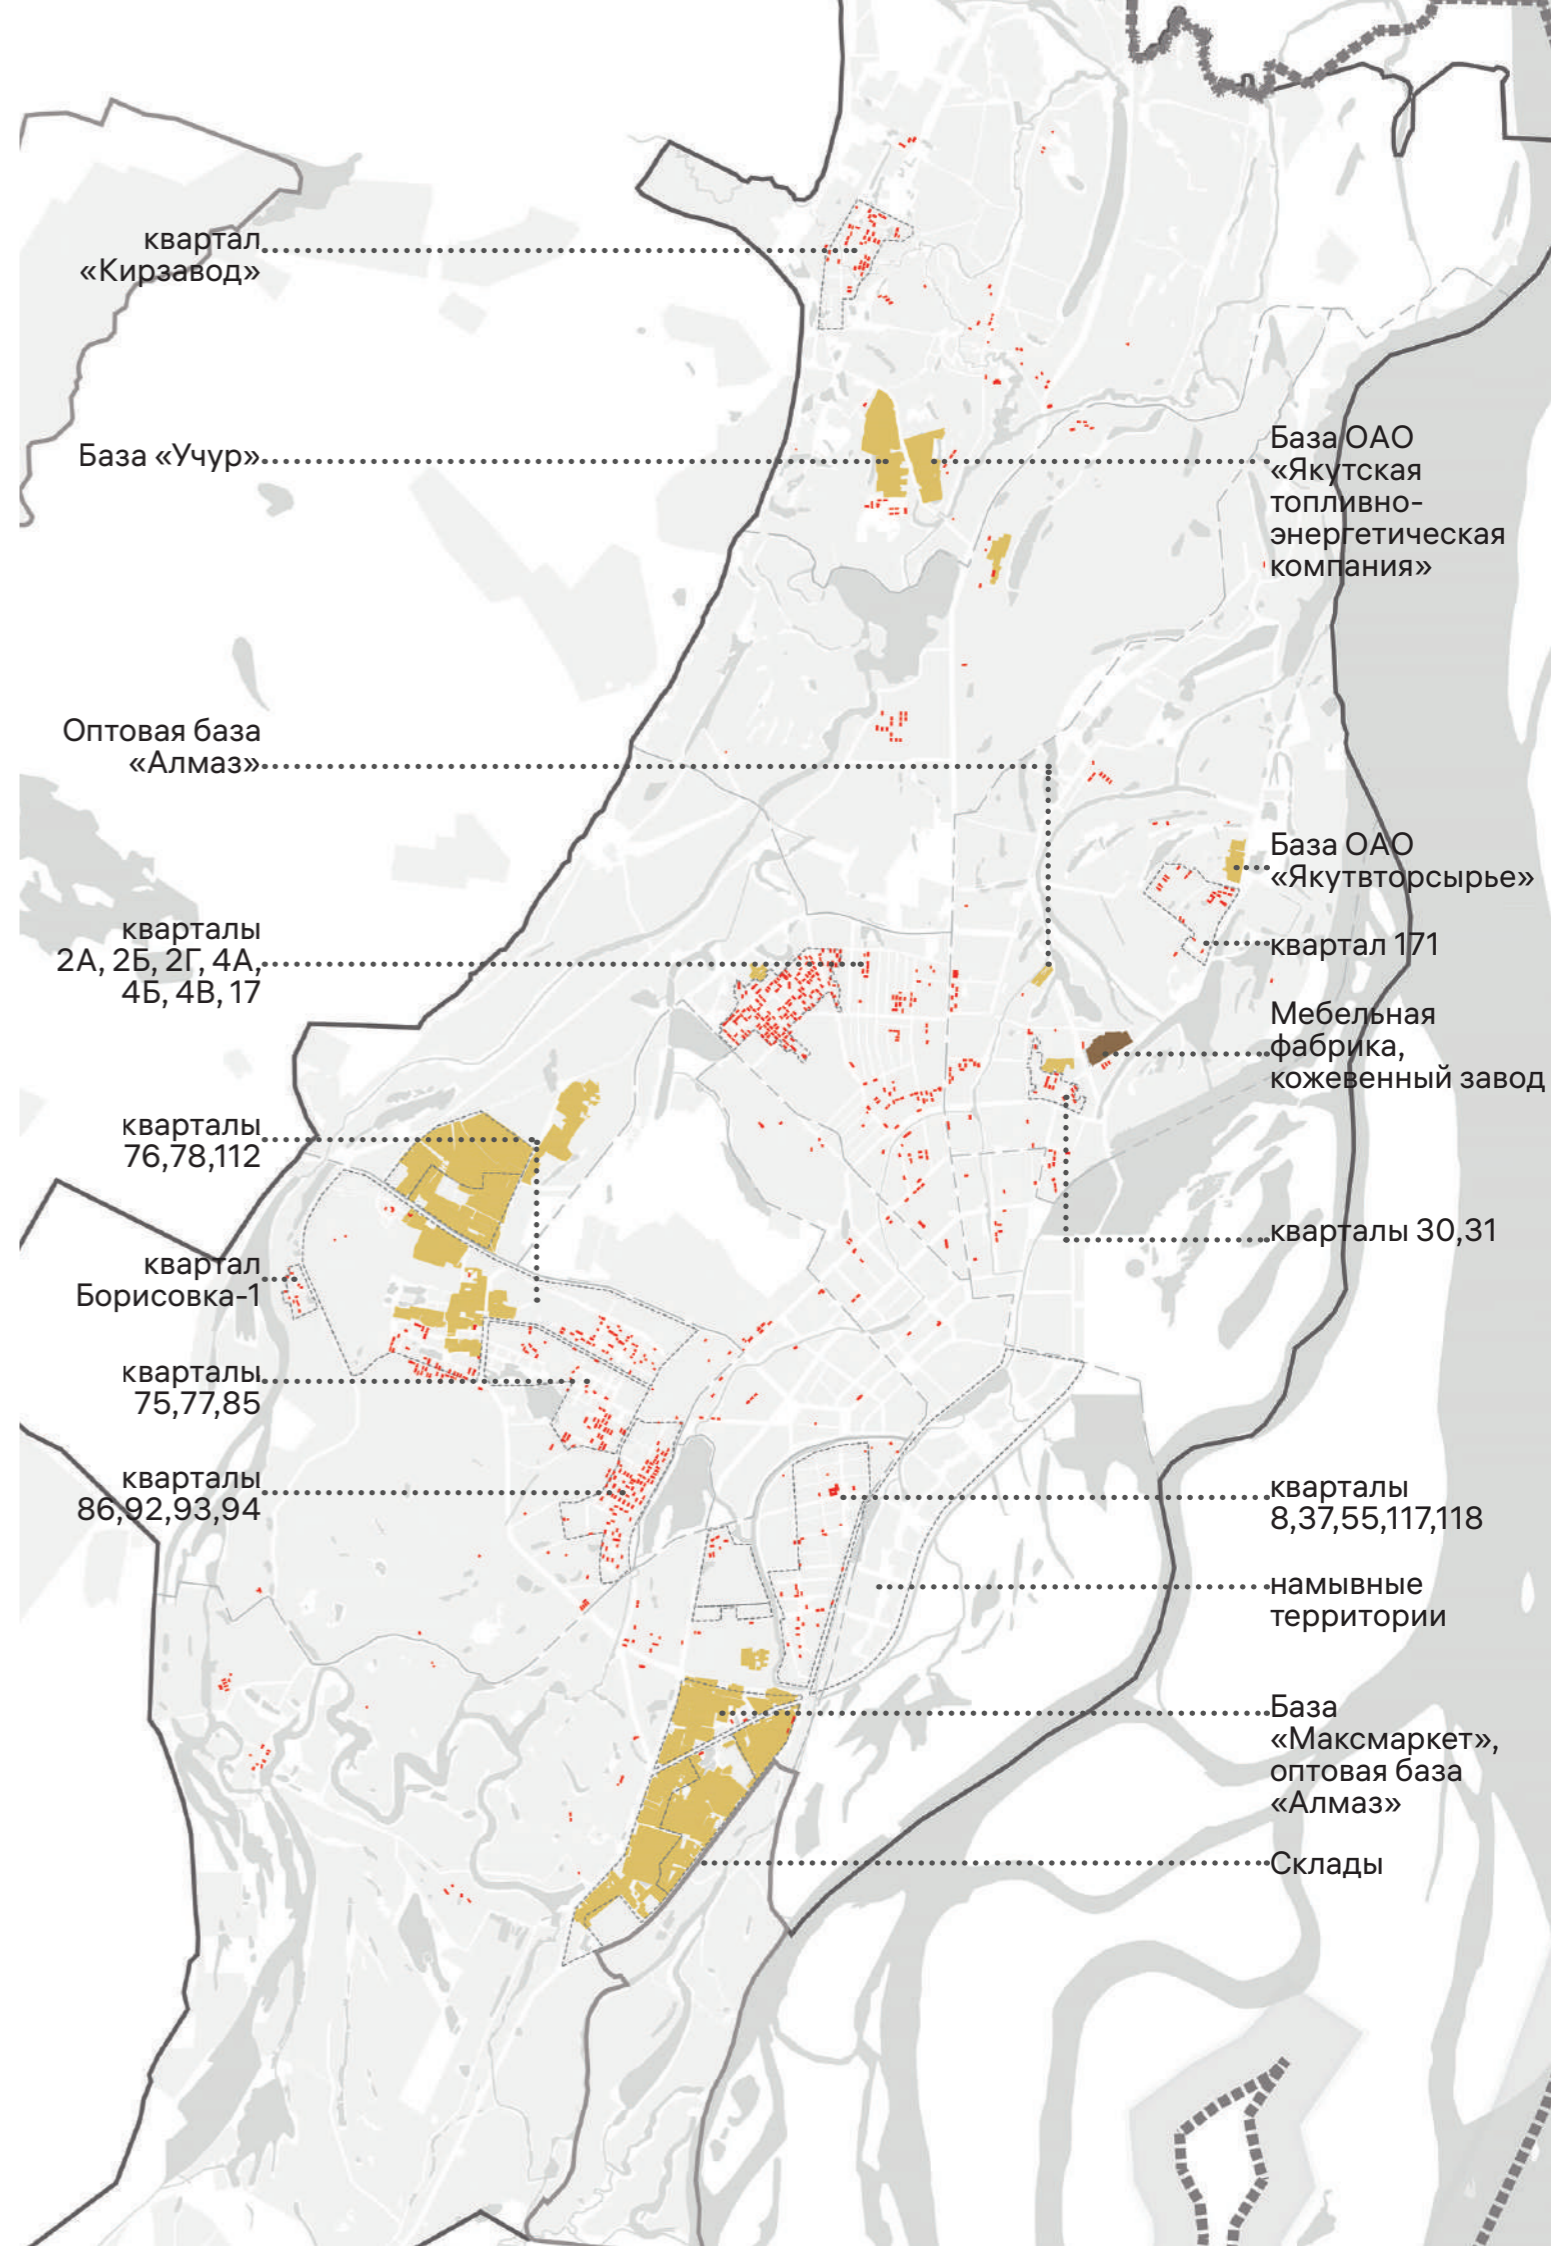 квартал
«Кирзавод»
База «Учур»
Оптовая база
«Алмаз»
кварталы
2А, 2Б, 2Г, 4А,
4Б, 4В, 17
кварталы
76,78,112
квартал
Борисовка-1
кварталы
75,77,85
кварталы
86,92,93,94
База ОАО
«Якутская
топливно-
энергетическая
компания»
База ОАО
«Якутвторсырье»
квартал 171
Мебельная
фабрика,
кожевенный завод
кварталы 30,31
кварталы
8,37,55,117,118
намывные
территории
База
«Максмаркет»,
оптовая база
«Алмаз»
Склады